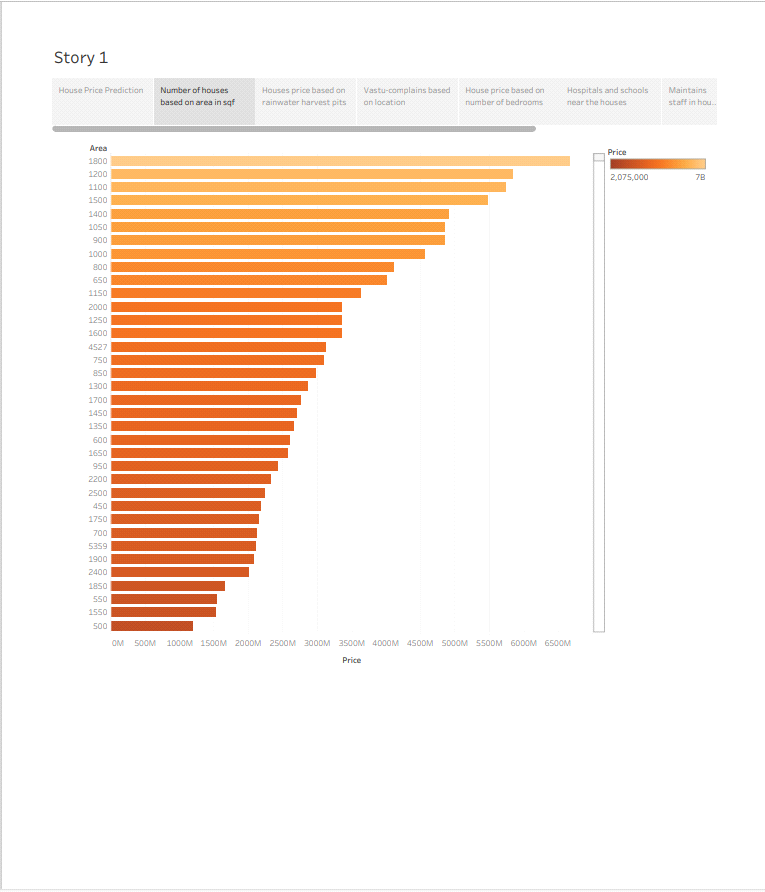 Story 1
House Price Prediction
Number of houses
based on area in sqf
Houses price based on
rainwater harvest pits
Vastu-complains based
on location
House price based on
number of bedrooms
Hospitals and schools
near the houses
Maintains
staff in hou..
Area
1800
1200
1100
1500
1400
1050
900
1000
800
650
1150
2000
1250
1600
4527
750
850
1300
1700
1450
1350
600
1650
950
2200
2500
450
1750
700
5359
1900
2400
1850
550
1550
500
0M 500M 1000M 1500M 2000M 2500M 3000M 3500M 4000M 4500M 5000M 5500M 6000M 6500M
Price
Price
2,075,000 7B